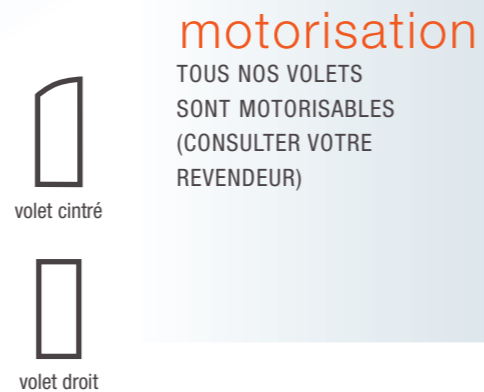 motorisation
TOUS NOS VOLETS
SONT MOTORISABLES
(CONSULTER VOTRE
REVENDEUR)
volet cintré
volet droit